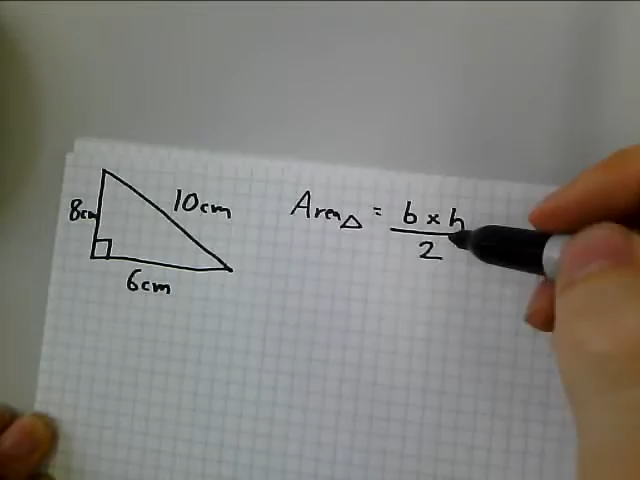 8cm
10cm
6cm
Area△ = b x h
2